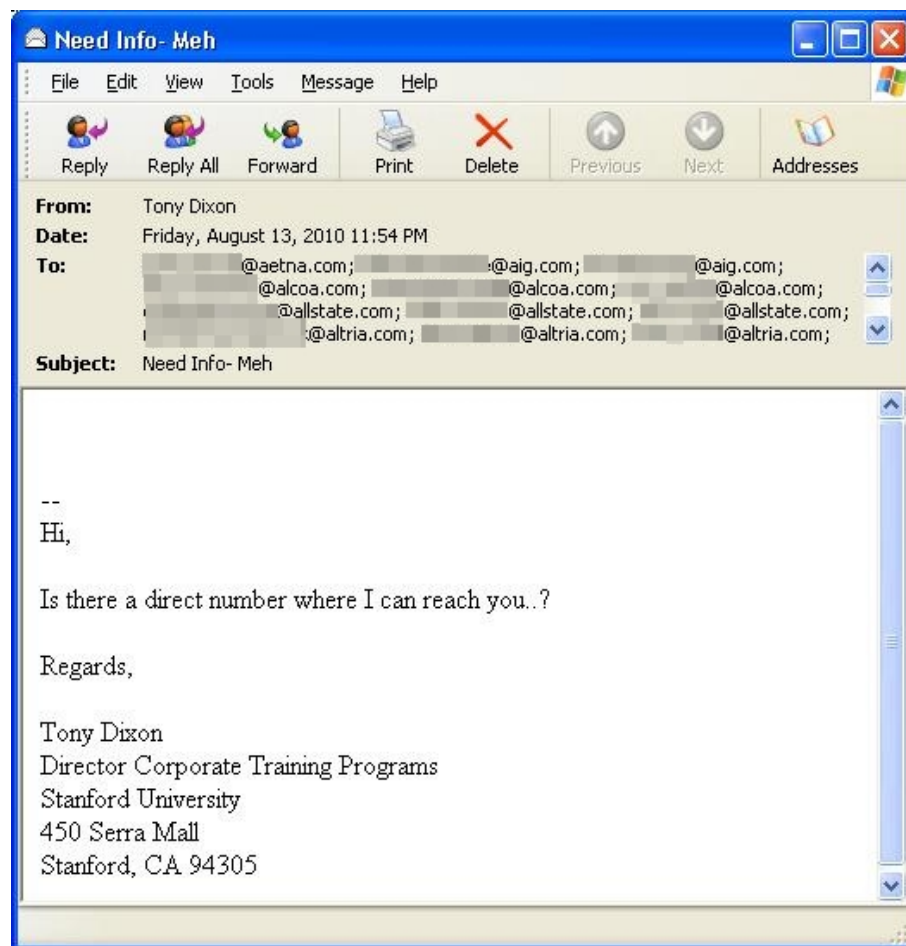 Need Info- Meh
File Edit View Tools Message Help
Reply Reply All Forward Print Delete Previous Next Addresses
From: Tony Dixon
Date: Friday, August 13, 2010 11:54 PM
To: @aetna.com; @aig.com; @aig.com;
@alcoa.com; @alcoa.com; @alcoa.com;
@allstate.com; @allstate.com; @allstate.com;
@altria.com; @altria.com; @altria.com;
Subject: Need Info- Meh
--
Hi,
Is there a direct number where I can reach you..?
Regards,
Tony Dixon
Director Corporate Training Programs
Stanford University
450 Serra Mall
Stanford, CA 94305